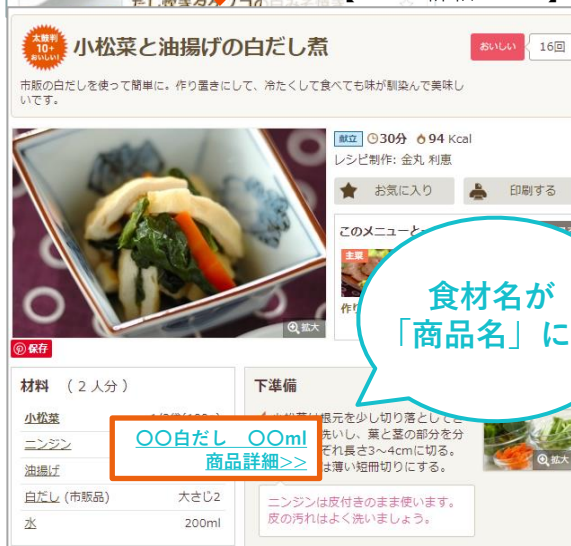 太鼓判
10+
おいしい!
小松菜と油揚げの白だし煮
おいしい 16回
市販の白だしを使って簡単に。作り置きにして、冷たくして食べても味が馴染んで美味し
いです。
献立 30分 94 Kcal
レシピ制作: 金丸 利恵
お気に入り 印刷する
このメニューと
主菜
作り
拡大
保存
食材名が
「商品名」に
材料 (2人分)
小松菜
ニンジン
油揚げ
白だし (市販品) 大さじ2
水 200ml
〇〇白だし 〇〇ml
商品詳細>>
下準備
根元を少し切り落として
洗いし、葉と茎の部分を分
ぞれ長さ3~4cmに切る。
は薄い短冊切りにする。
拡大
ニンジンは皮付きのまま使います。
皮の汚れはよく洗いましょう。